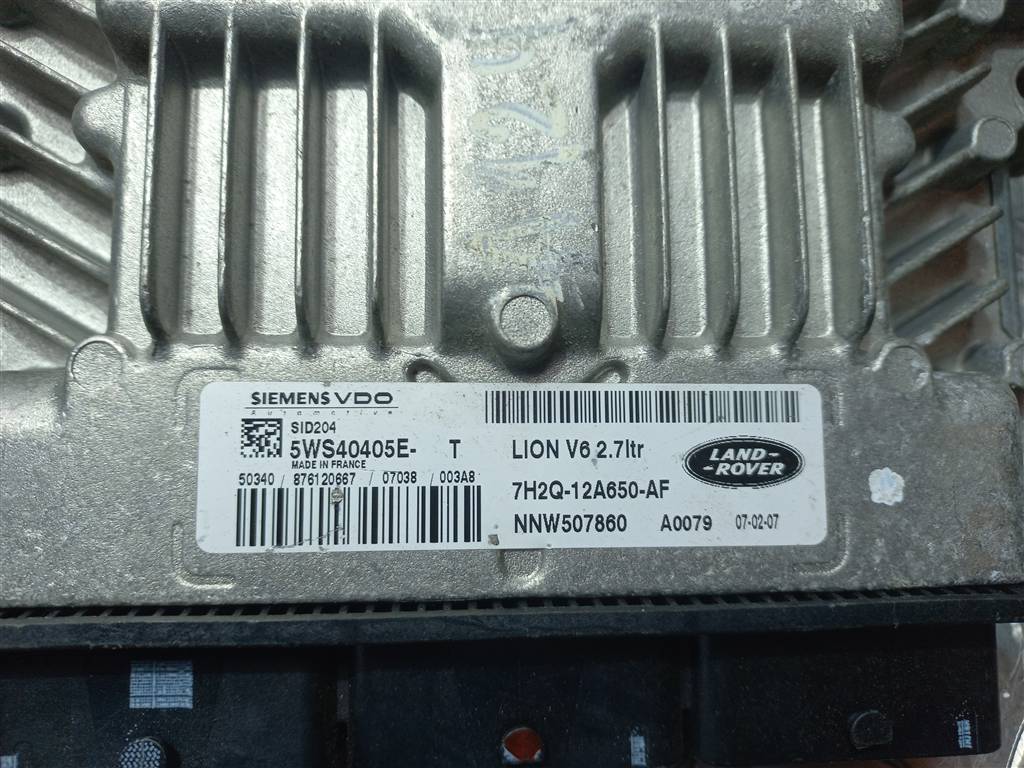 SIEMENS VDO
Automotive
SID204
5WS40405E- T
MADE IN FRANCE
50340 / 876120667 / 07038 / 003A8
LION V6 2.7ltr
LAND-
-ROVER
7H2Q-12A650-AF
NNW507860 A0079 07-02-07